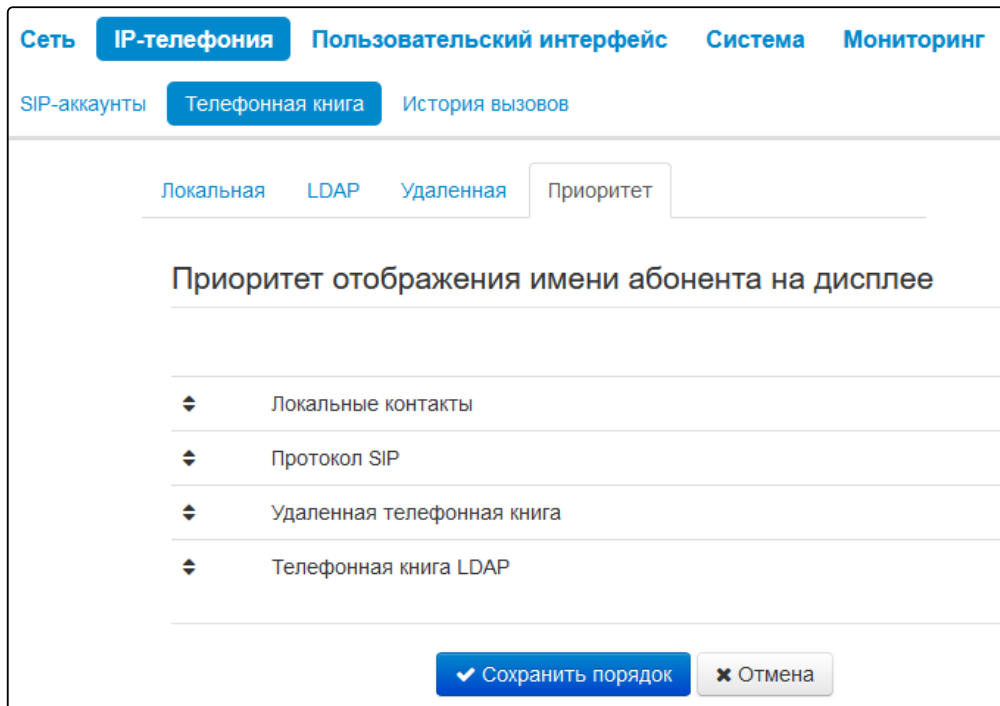 Сеть IP-телефония Пользовательский интерфейс Система Мониторинг
SIP-аккаунты Телефонная книга История вызовов
Локальная LDAP Удаленная Приоритет
Приоритет отображения имени абонента на дисплее
Локальные контакты
Протокол SIP
Удаленная телефонная книга
Телефонная книга LDAP
Сохранить порядок Отмена